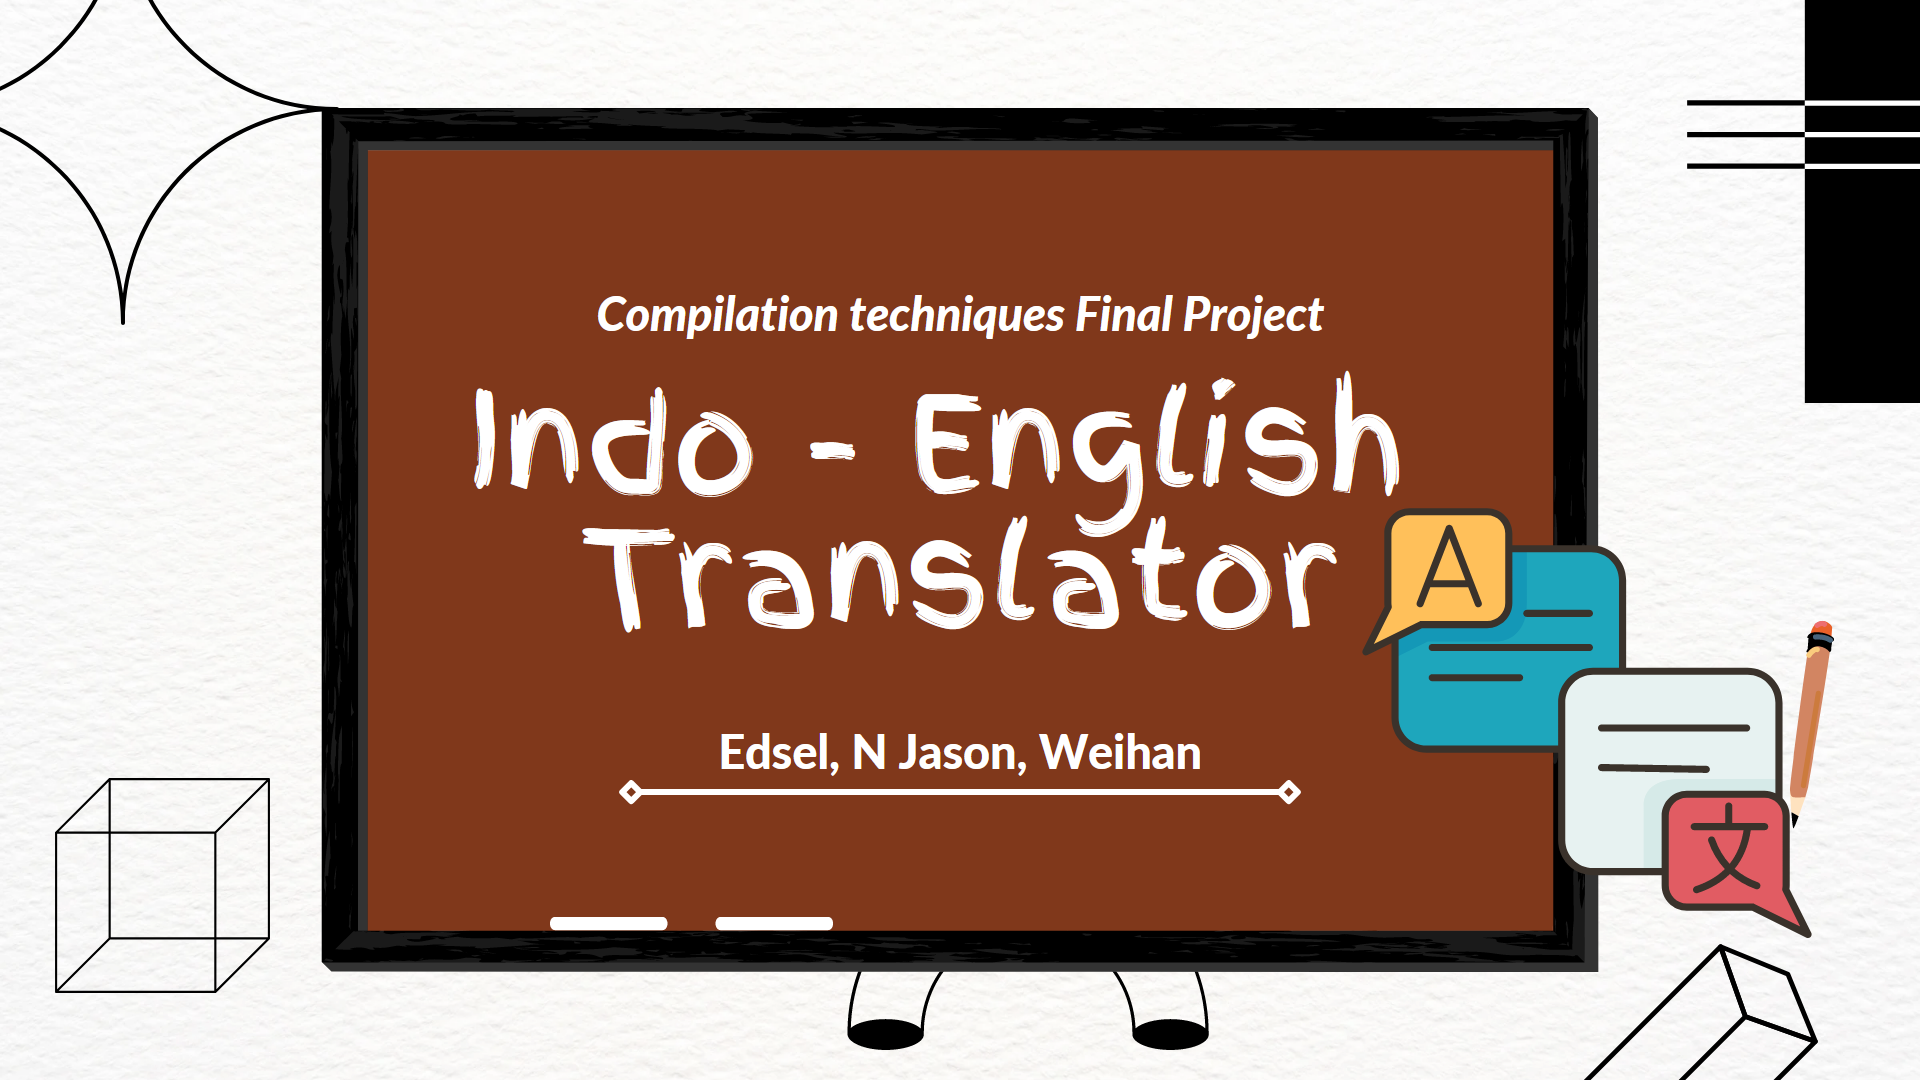 Compilation techniques Final Project
Indo - English
Translator
A
Edsel, N Jason, Weihan
文